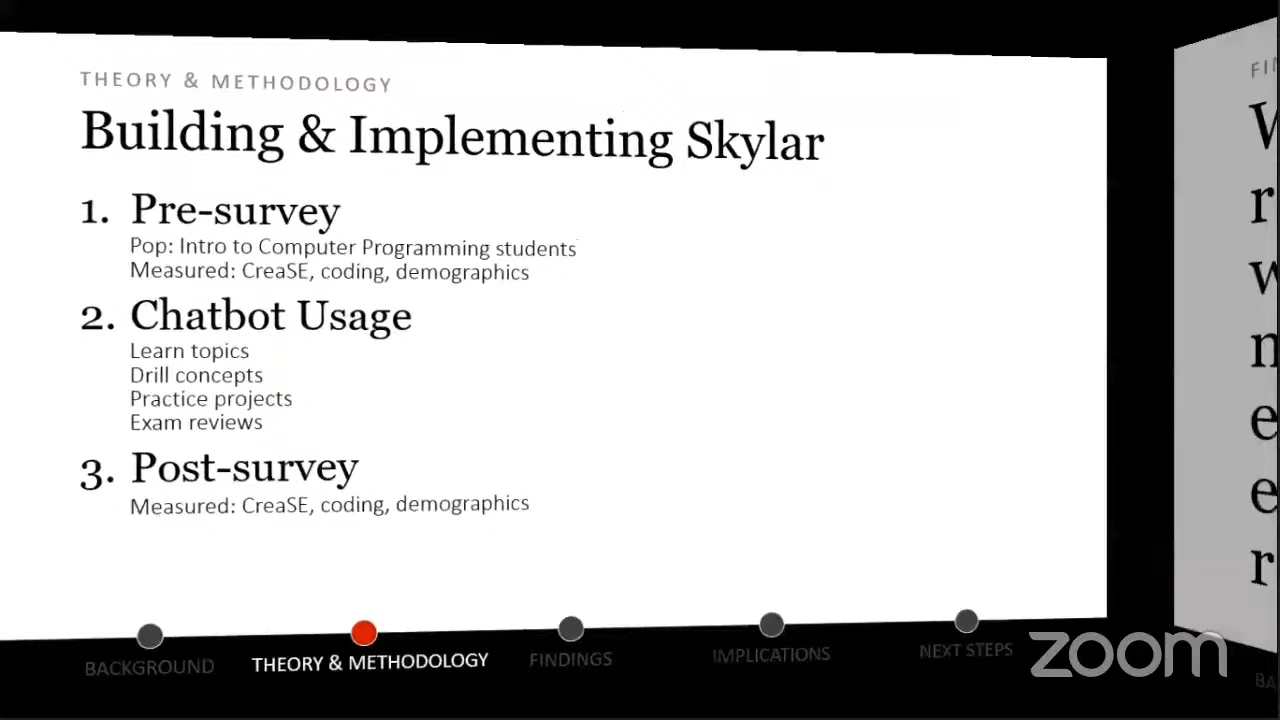 THEORY & METHODOLOGY
Building & Implementing Skylar
1. Pre-survey
Pop: Intro to Computer Programming students
Measured: CreaSE, coding, demographics
2. Chatbot Usage
Learn topics
Drill concepts
Practice projects
Exam reviews
3. Post-survey
Measured: CreaSE, coding, demographics
BACKGROUND
THEORY & METHODOLOGY
FINDINGS
IMPLICATIONS
NEXT STEPS
zoom